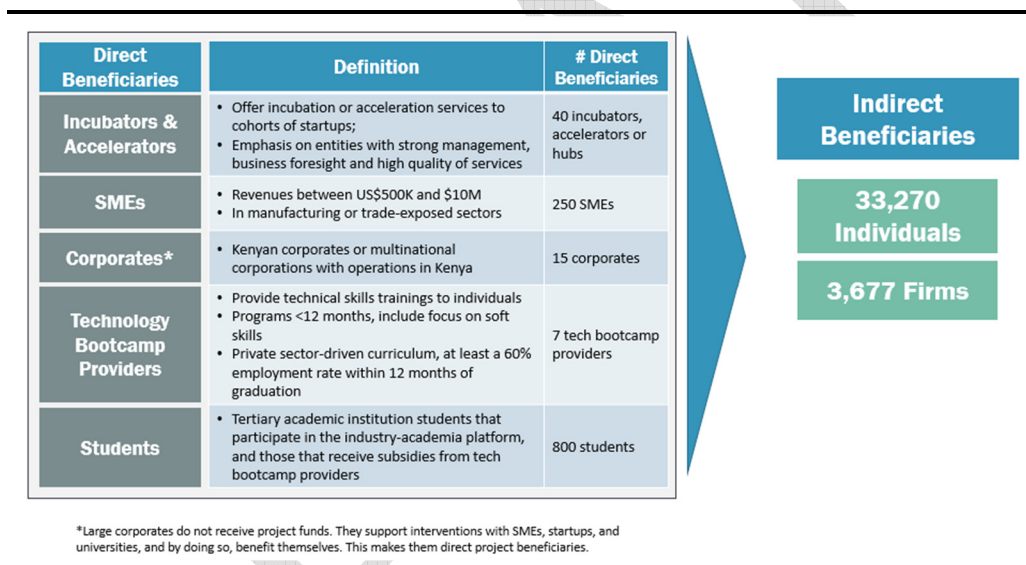 Direct
Beneficiaries
Definition
# Direct
Beneficiaries
Incubators &
Accelerators
• Offer incubation or acceleration services to
cohorts of startups;
• Emphasis on entities with strong management,
business foresight and high quality of services
40 incubators,
accelerators or
hubs
SMEs
• Revenues between US$500K and $10M
• In manufacturing or trade-exposed sectors
250 SMEs
Corporates*
• Kenyan corporates or multinational
corporations with operations in Kenya
15 corporates
Technology
Bootcamp
Providers
• Provide technical skills trainings to individuals
• Programs <12 months, include focus on soft
skills
• Private sector-driven curriculum, at least a 60%
employment rate within 12 months of
graduation
7 tech bootcamp
providers
Students
• Tertiary academic institution students that
participate in the industry-academia platform,
and those that receive subsidies from tech
bootcamp providers
800 students
Indirect
Beneficiaries
33,270
Individuals
3,677 Firms
*Large corporates do not receive project funds. They support interventions with SMEs, startups, and
universities, and by doing so, benefit themselves. This makes them direct project beneficiaries.